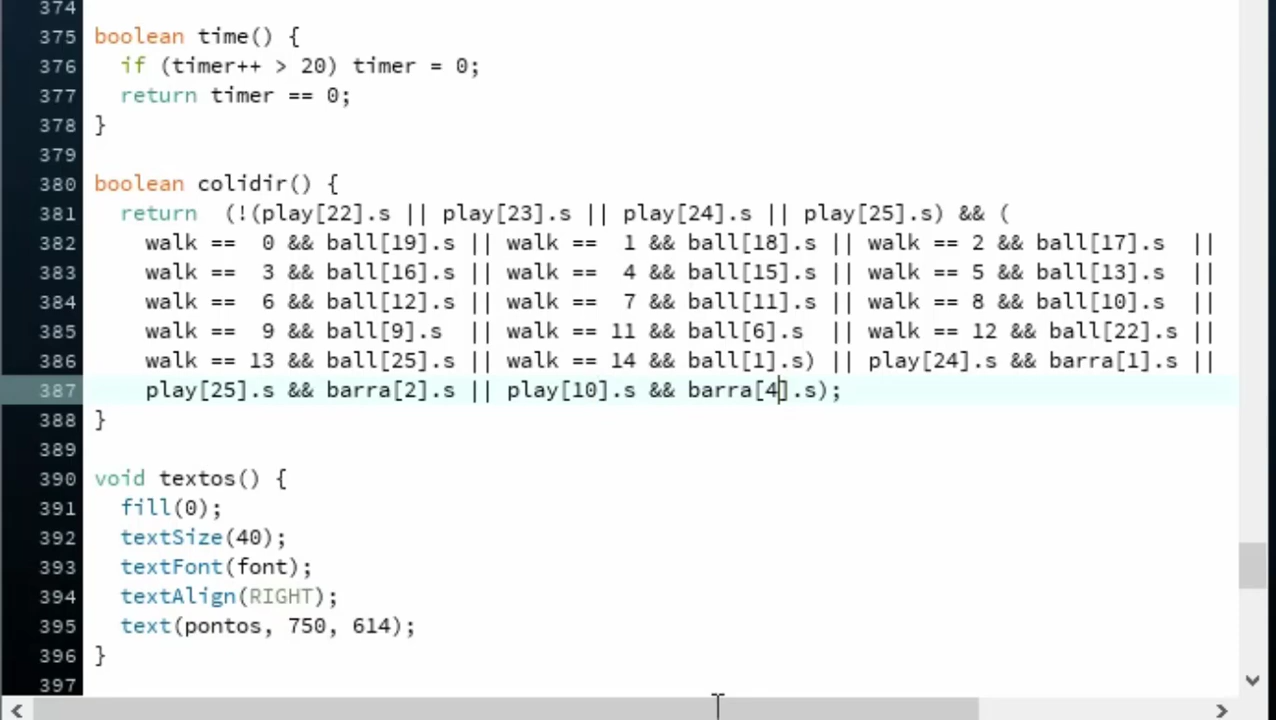 374
375 boolean time() {
376   if (timer++ > 20) timer = 0;
377   return timer == 0;
378 }
379
380 boolean colidir() {
381   return  (!(play[22].s || play[23].s || play[24].s || play[25].s) && (
382     walk ==  0 && ball[19].s || walk ==  1 && ball[18].s || walk == 2 && ball[17].s  ||
383     walk ==  3 && ball[16].s || walk ==  4 && ball[15].s || walk == 5 && ball[13].s  ||
384     walk ==  6 && ball[12].s || walk ==  7 && ball[11].s || walk == 8 && ball[10].s  ||
385     walk ==  9 && ball[9].s  || walk == 11 && ball[6].s  || walk == 12 && ball[22].s ||
386     walk == 13 && ball[25].s || walk == 14 && ball[1].s) || play[24].s && barra[1].s ||
387     play[25].s && barra[2].s || play[10].s && barra[4].s);
388 }
389
390 void textos() {
391   fill(0);
392   textSize(40);
393   textFont(font);
394   textAlign(RIGHT);
395   text(pontos, 750, 614);
396 }
397